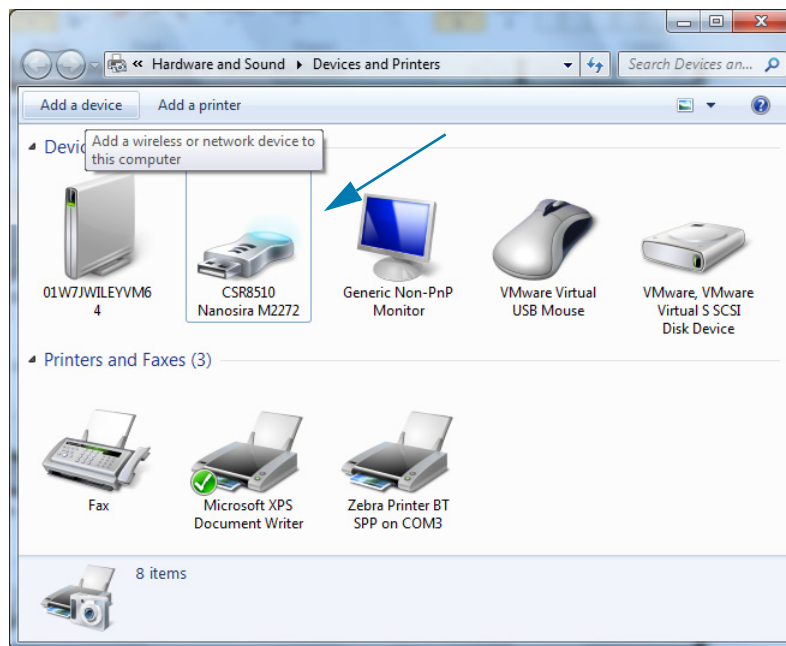 « Hardware and Sound ▸ Devices and Printers
Search Devices an...
Add a device
Add a printer
Devic
Add a wireless or network device to
this computer
01W7JWILEYVM6
4
CSR8510
Nanosira M2272
Generic Non-PnP
Monitor
VMware Virtual
USB Mouse
VMware, VMware
Virtual S SCSI
Disk Device
Printers and Faxes (3)
Fax
Microsoft XPS
Document Writer
Zebra Printer BT
SPP on COM3
8 items